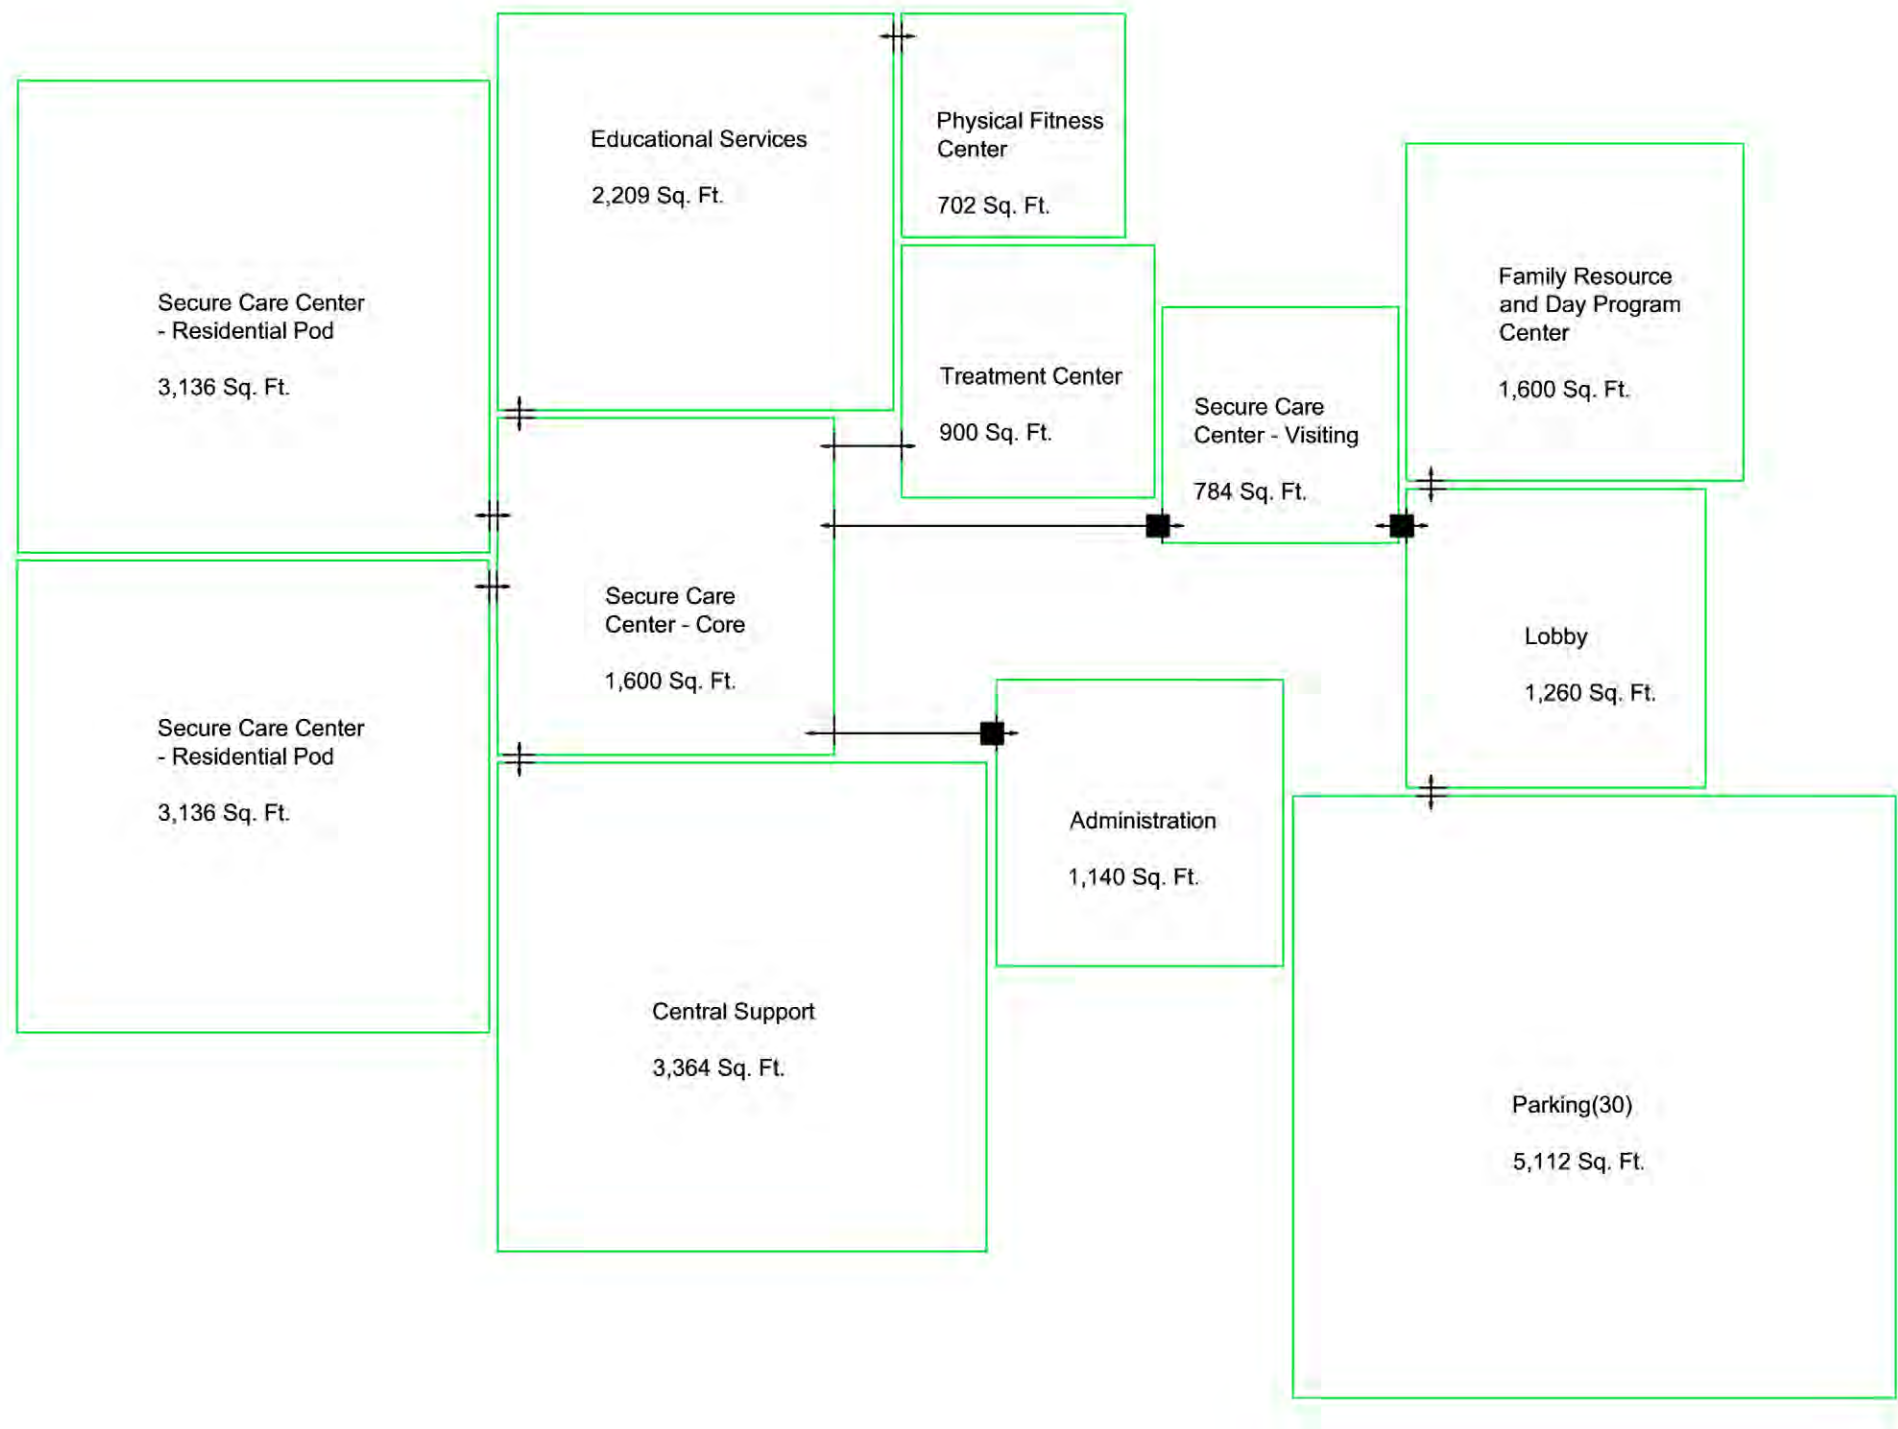 Educational Services
2,209 Sq. Ft.
Physical Fitness
Center
702 Sq. Ft.
Secure Care Center
- Residential Pod
3,136 Sq. Ft.
Treatment Center
900 Sq. Ft.
Secure Care
Center - Visiting
784 Sq. Ft.
Family Resource
and Day Program
Center
1,600 Sq. Ft.
Secure Care
Center - Core
1,600 Sq. Ft.
Lobby
1,260 Sq. Ft.
Secure Care Center
- Residential Pod
3,136 Sq. Ft.
Administration
1,140 Sq. Ft.
Central Support
3,364 Sq. Ft.
Parking(30)
5,112 Sq. Ft.